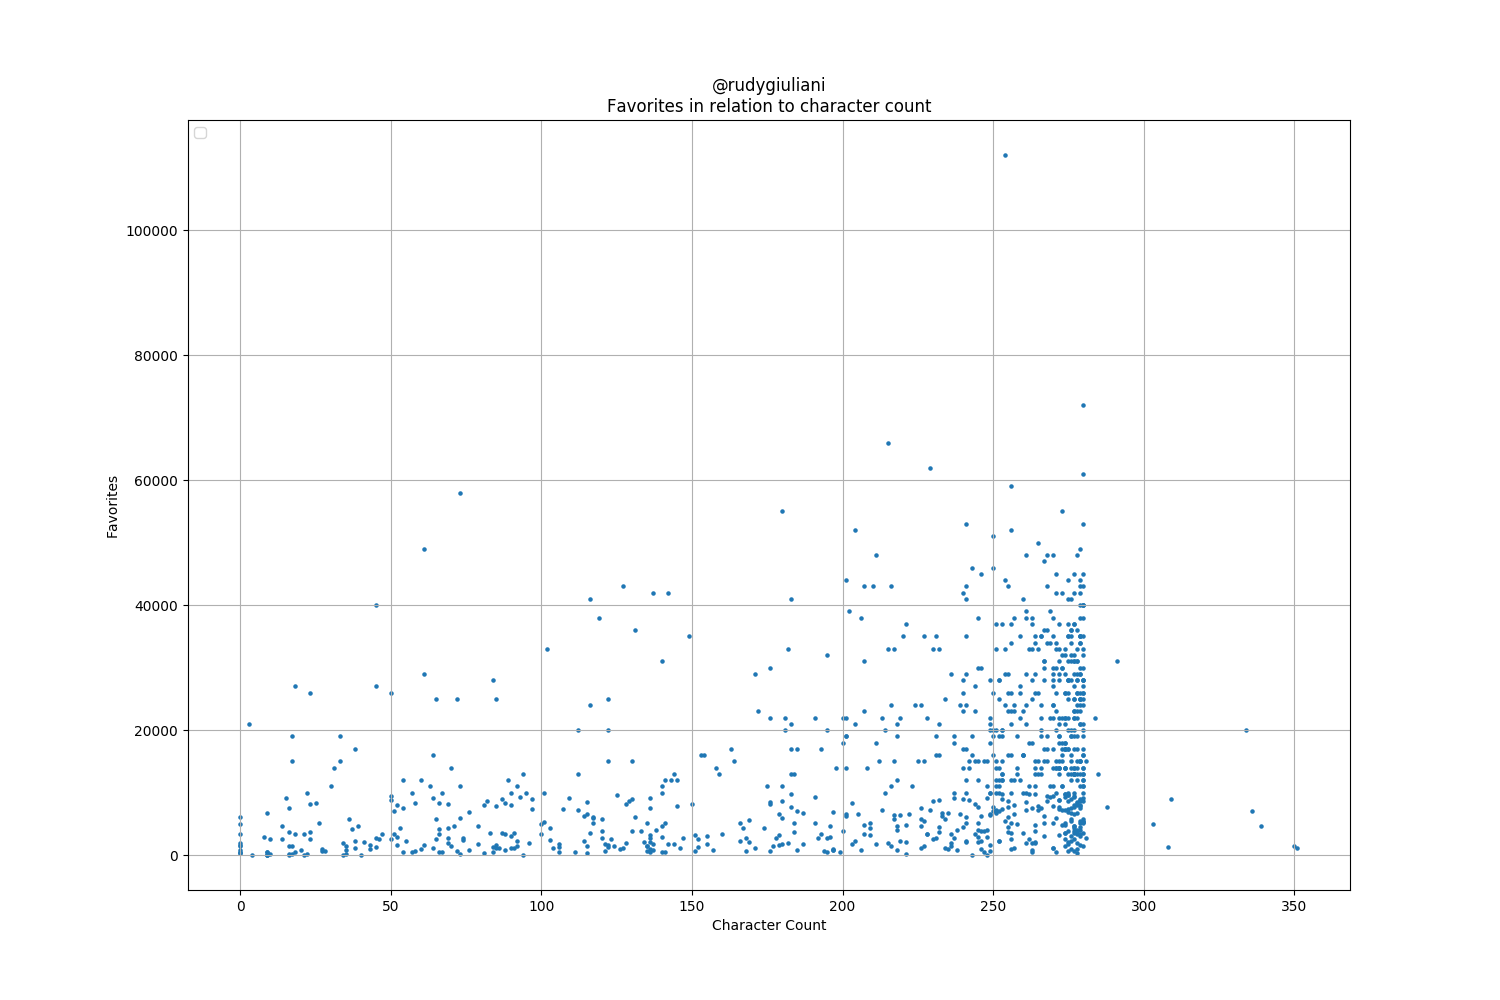 @rudygiuliani
Favorites in relation to character count
100000
80000
60000
40000
20000
0
Favorites
0 50 100 150 200 250 300 350
Character Count